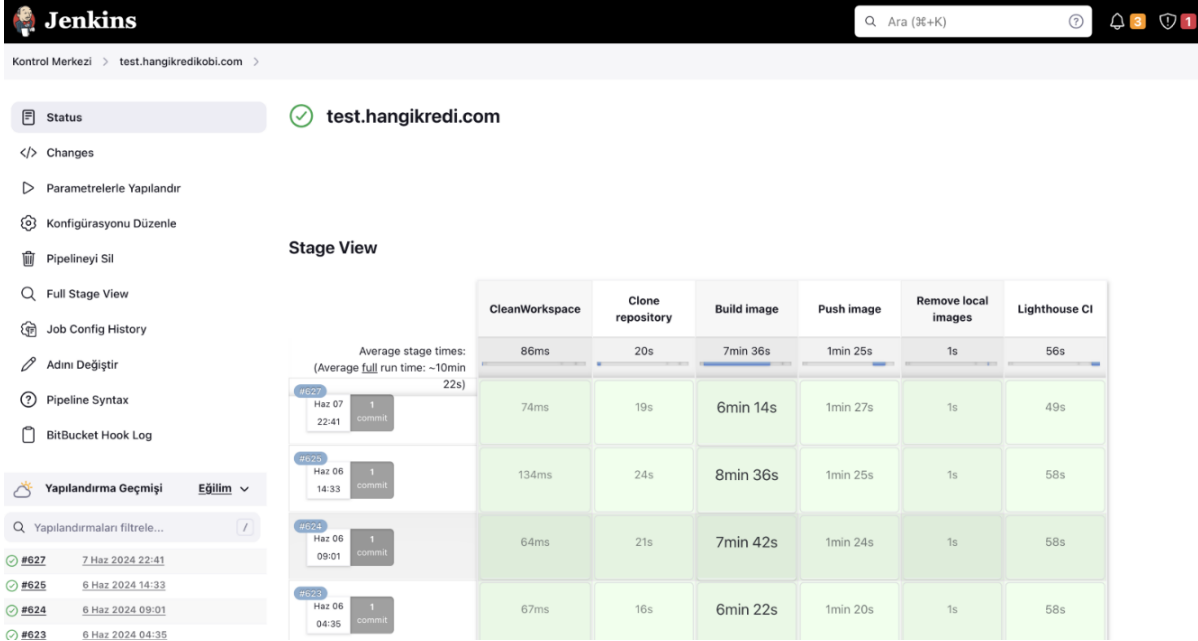 Jenkins
Ara (⌘+K)
?
3
1
Kontrol Merkezi > test.hangikredikobi.com >
Status
Changes
Parametrelerle Yapılandır
Konfigürasyonu Düzenle
Pipelineyi Sil
Full Stage View
Job Config History
Adını Değiştir
Pipeline Syntax
BitBucket Hook Log
Yapılandırma Geçmişi
Eğilim
Yapılandırmaları filtrele...
/
#627 7 Haz 2024 22:41
#625 6 Haz 2024 14:33
#624 6 Haz 2024 09:01
#623 6 Haz 2024 04:35
test.hangikredi.com
Stage View
CleanWorkspace
Clone
repository
Build image
Push image
Remove local
images
Lighthouse CI
Average stage times:
(Average full run time: ~10min
22s)
86ms 20s 7min 36s 1min 25s 1s 56s
#627
Haz 07
22:41
1
commit
74ms 19s 6min 14s 1min 27s 1s 49s
#625
Haz 06
14:33
1
commit
134ms 24s 8min 36s 1min 25s 1s 58s
#624
Haz 06
09:01
1
commit
64ms 21s 7min 42s 1min 24s 1s 58s
#623
Haz 06
04:35
1
commit
67ms 16s 6min 22s 1min 20s 1s 58s